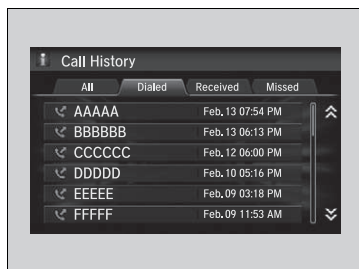 Call History
All Dialed Received Missed
AAAAA Feb. 13 07:54 PM
BBBBBB Feb. 13 06:13 PM
CCCCCC Feb. 12 06:00 PM
DDDDD Feb. 10 05:16 PM
EEEEE Feb. 09 03:18 PM
FFFFF Feb. 09 11:53 AM